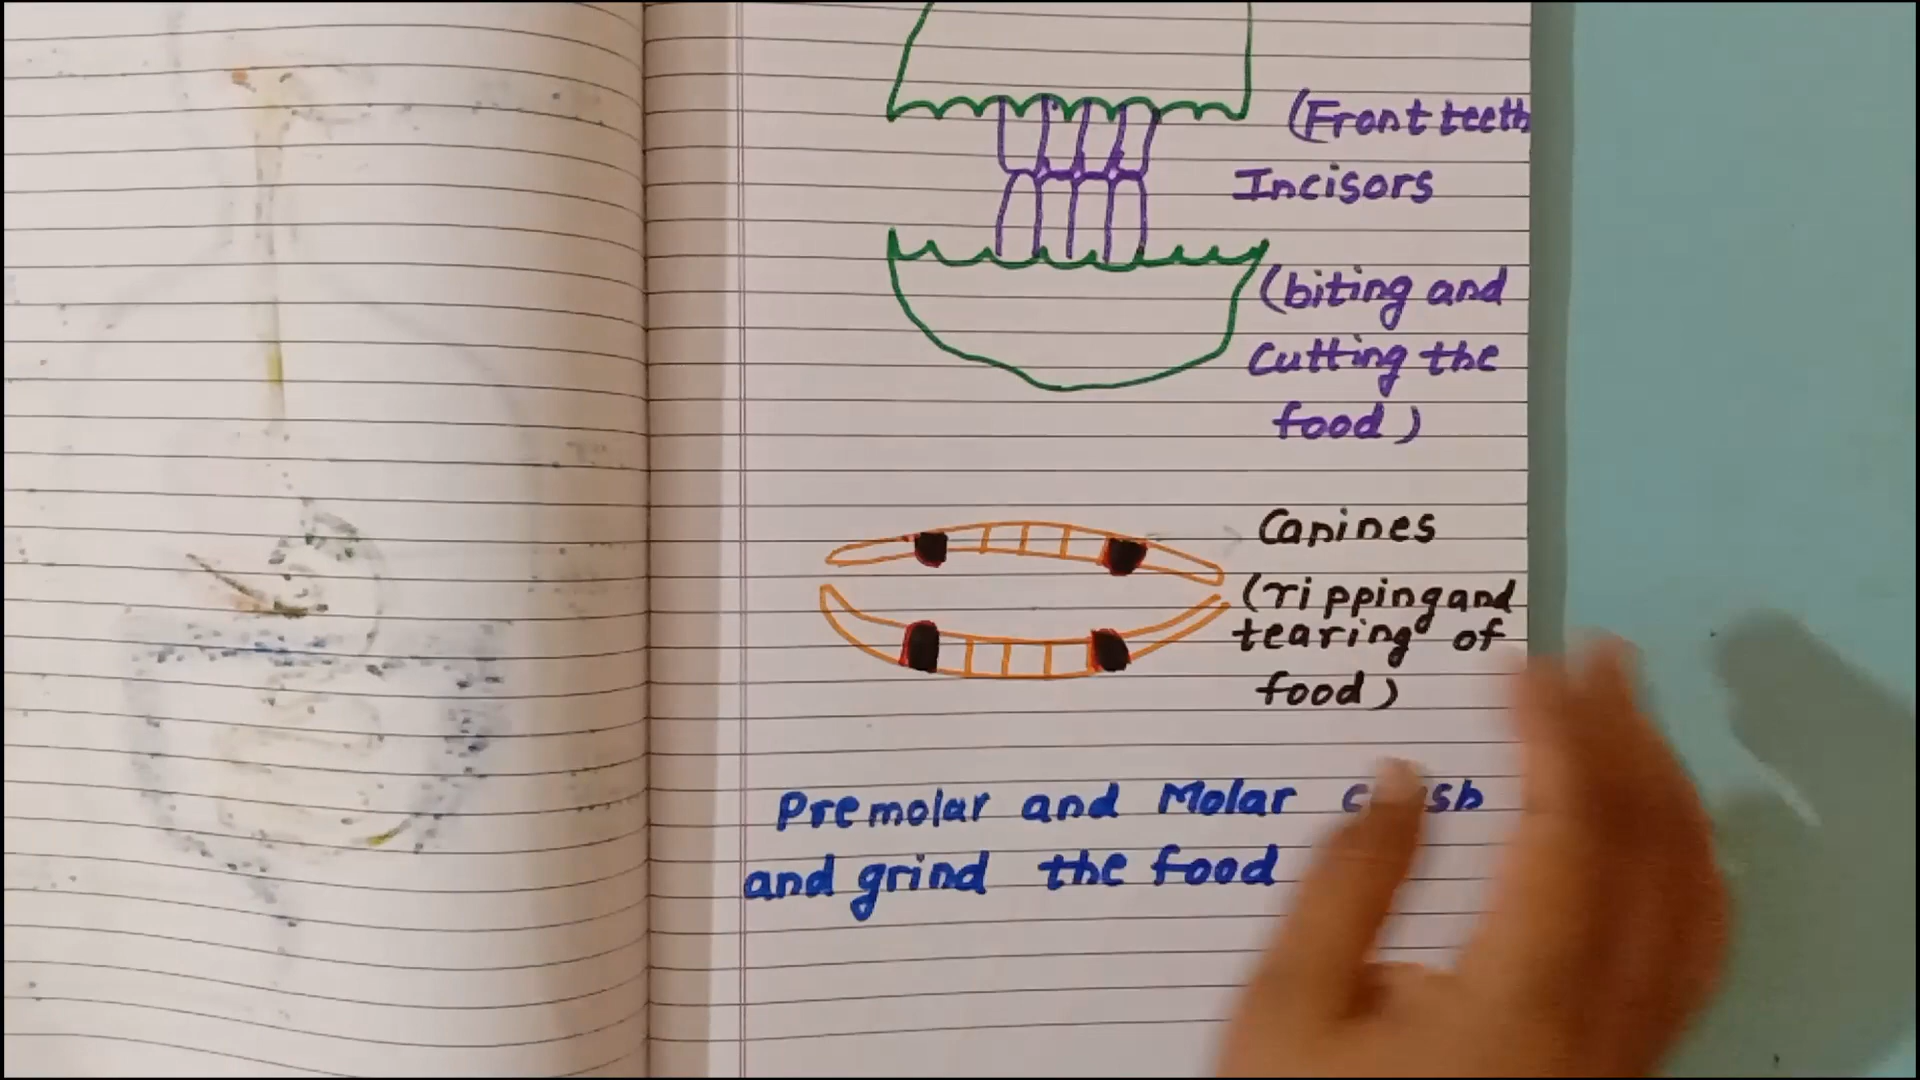 (Front teeth
Incisors
(biting and
Cutting the
food)
Canines
(ripping and
tearing of
food)
Premolar and Molar
and grind the food